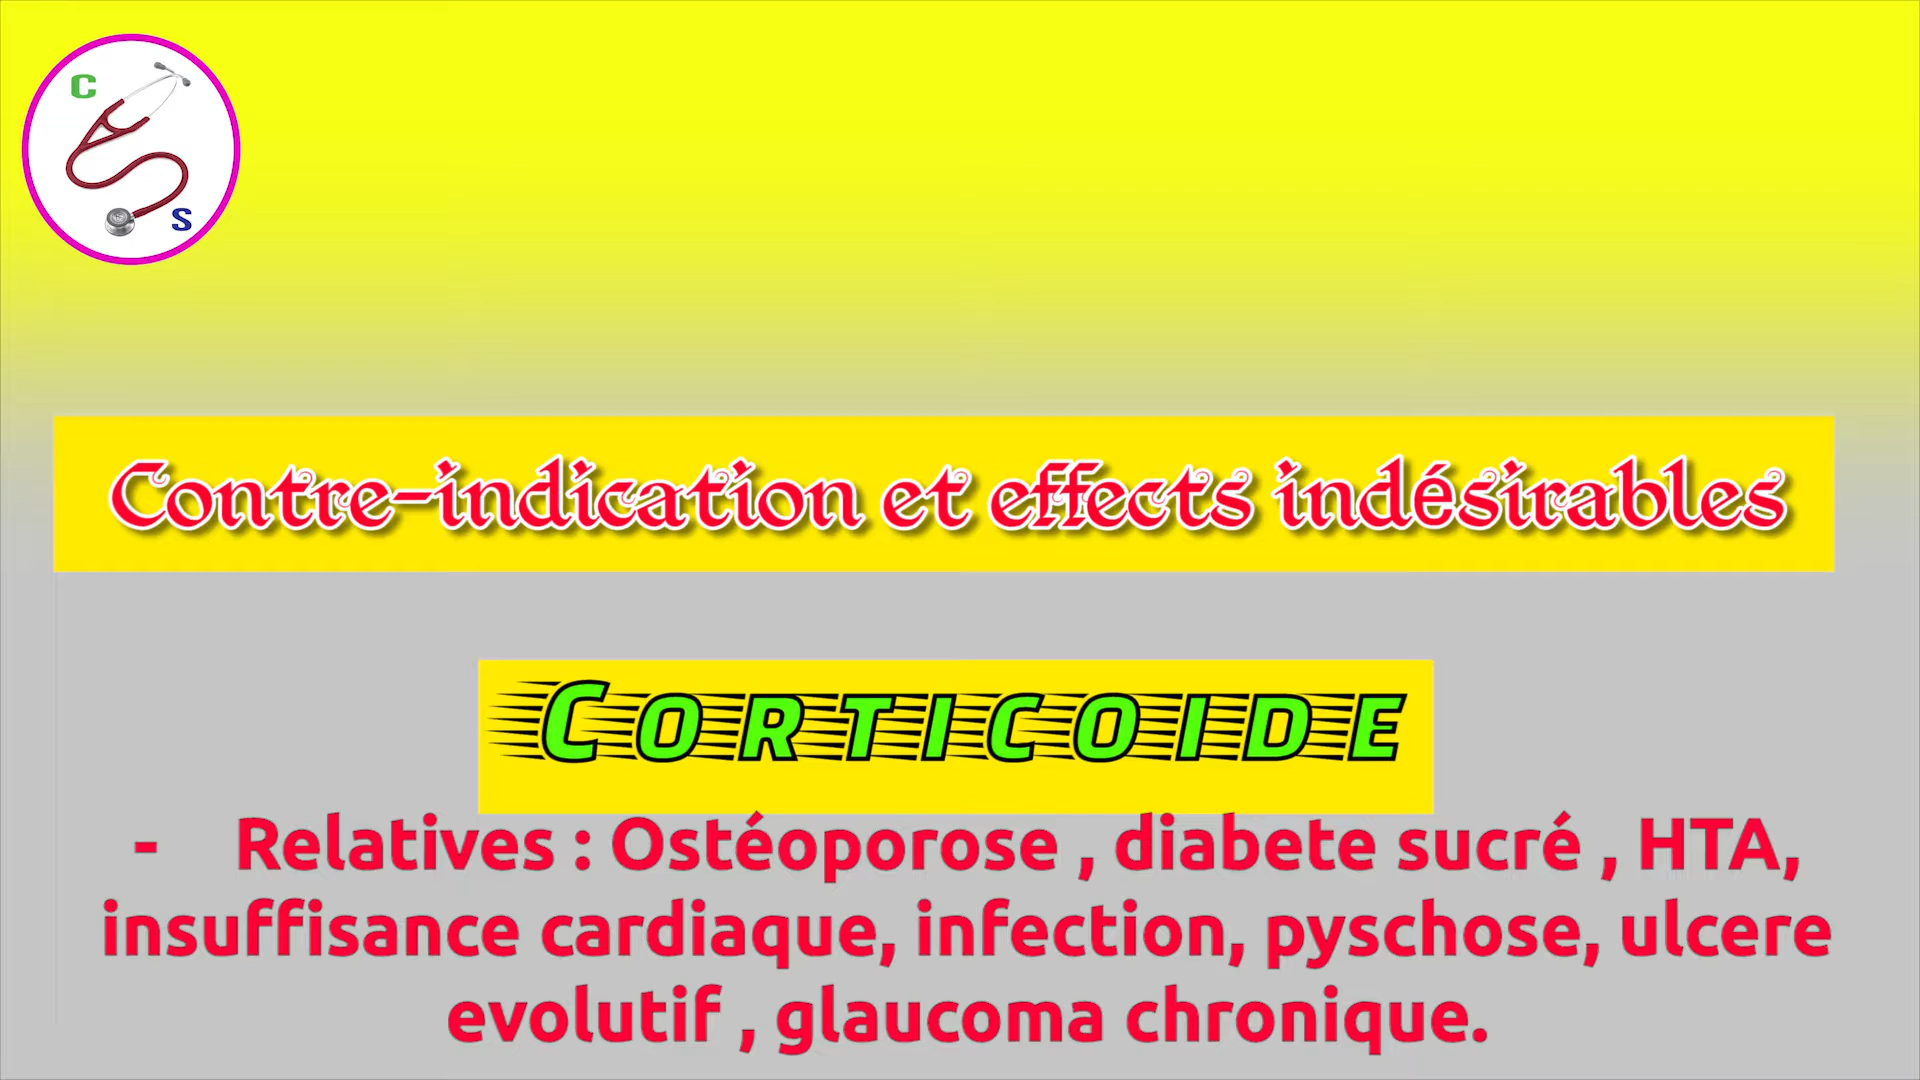 C
S
Contre-indication et effects indésirables
CORTICOIDE
- Relatives : Ostéoporose , diabete sucré , HTA,
insuffisance cardiaque, infection, pyschose, ulcere
evolutif , glaucoma chronique.